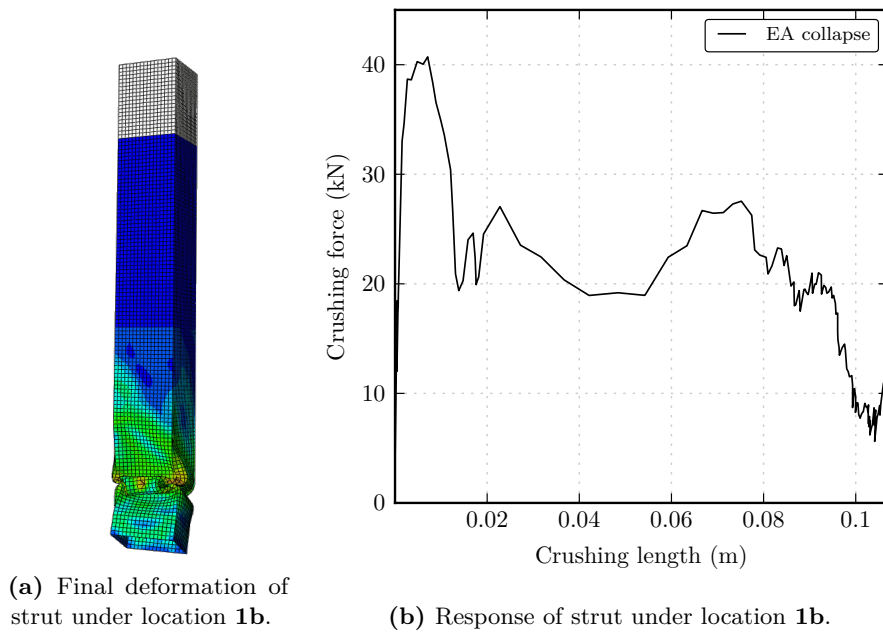 EA collapse
40
30
20
10
0
Crushing force (kN)
0.02
0.04
0.06
0.08
0.1
Crushing length (m)
(a) Final deformation of
strut under location 1b.
(b) Response of strut under location 1b.